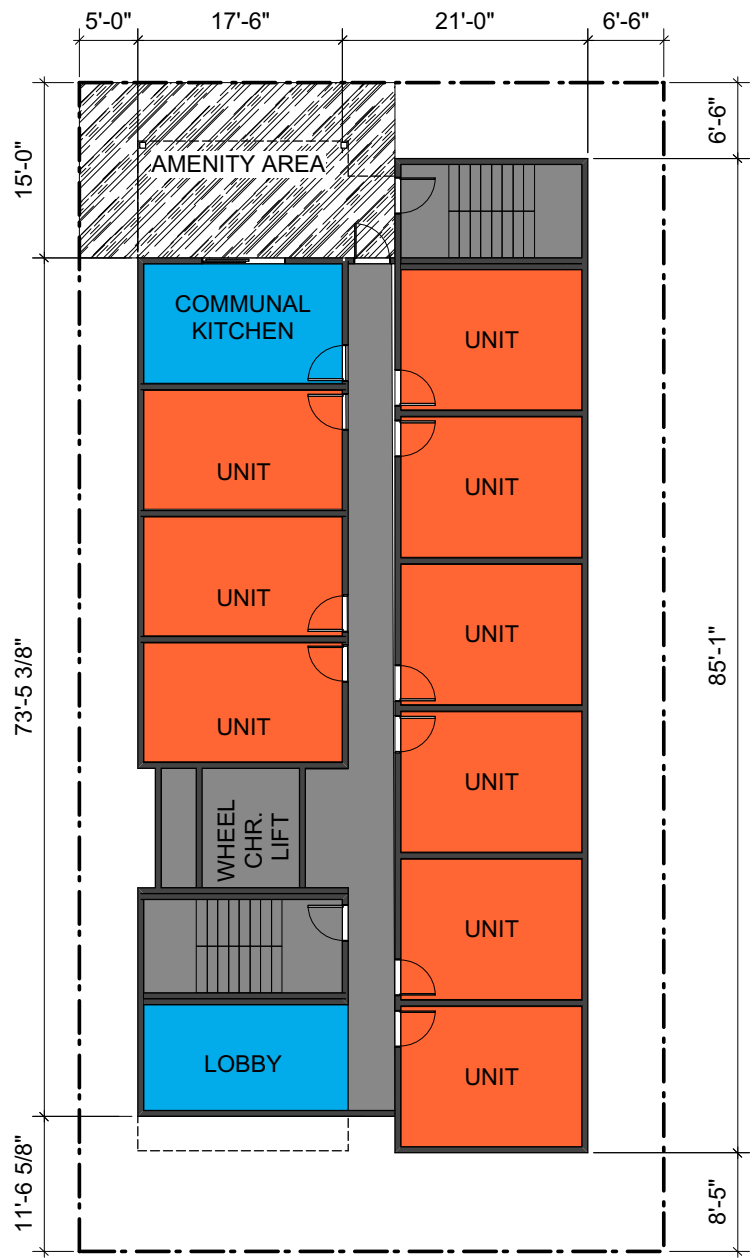 5'-0"
17'-6"
21'-0"
6'-6"
15'-0"
6'-6"
AMENITY AREA
COMMUNAL
KITCHEN
UNIT
UNIT
UNIT
UNIT
UNIT
UNIT
73'-5 3/8"
85'-1"
UNIT
UNIT
WHEEL
CHR.
LIFT
UNIT
LOBBY
UNIT
11'-6 5/8"
8'-5"